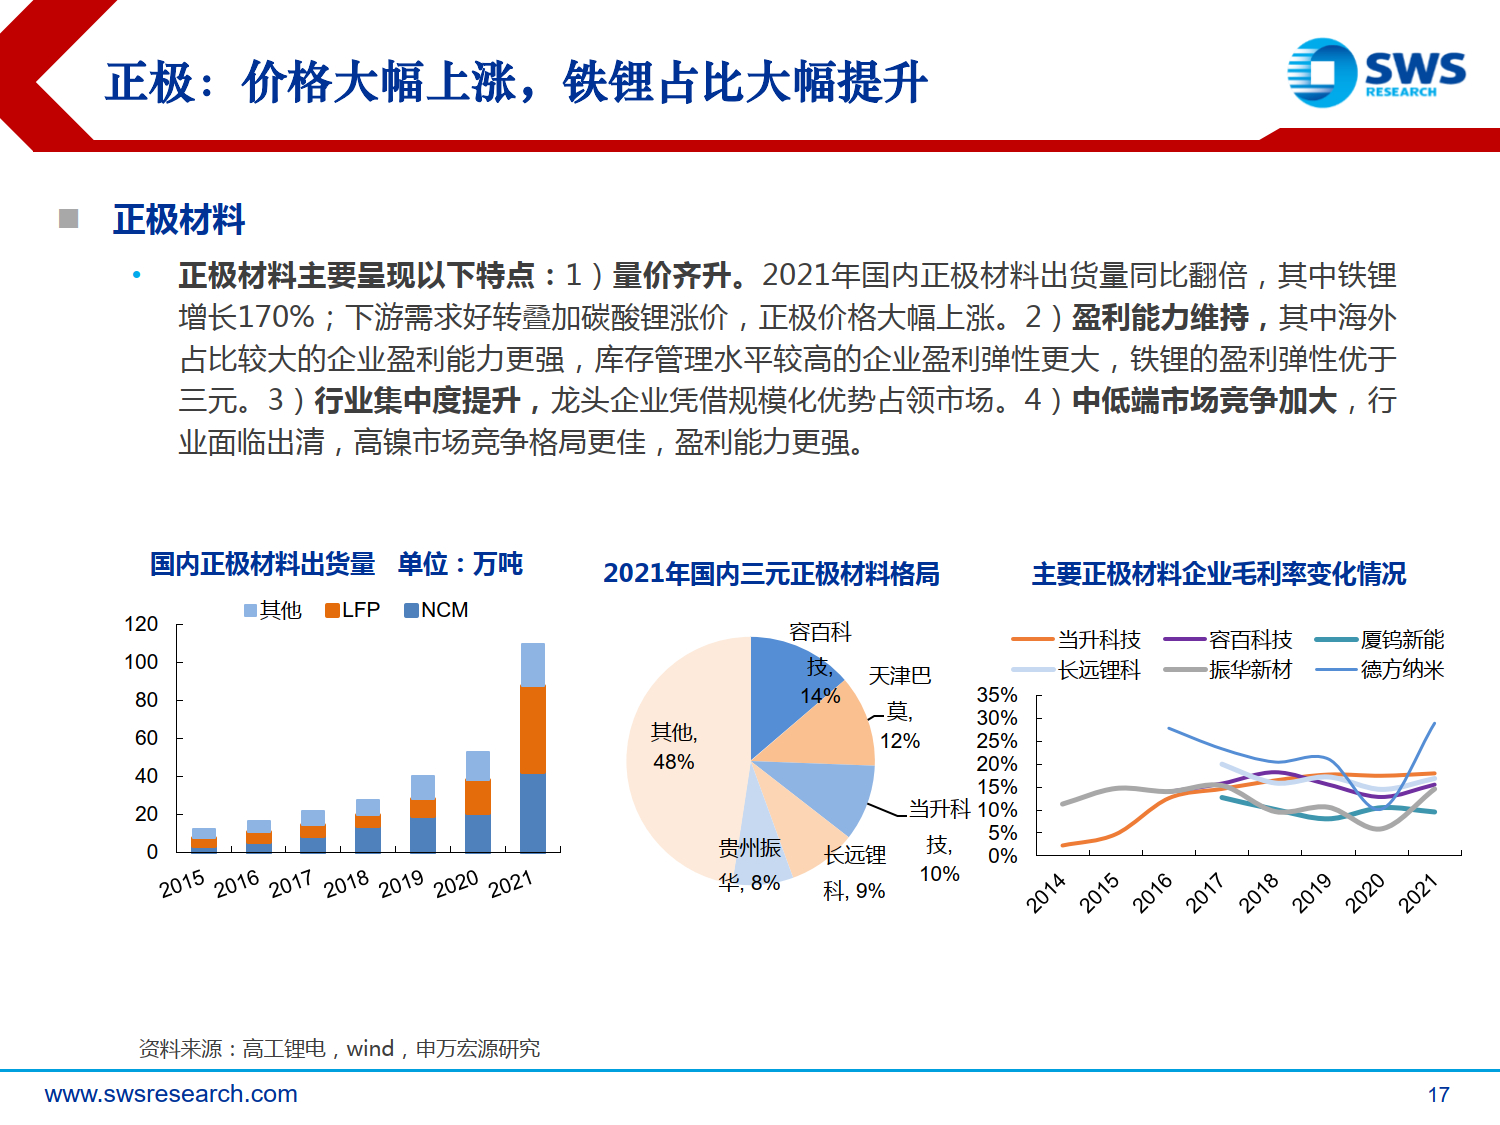 正极：价格大幅上涨，铁锂占比大幅提升
SWS
RESEARCH
正极材料
正极材料主要呈现以下特点：1）量价齐升。2021年国内正极材料出货量同比翻倍，其中铁锂
增长170%；下游需求好转叠加碳酸锂涨价，正极价格大幅上涨。2）盈利能力维持，其中海外
占比较大的企业盈利能力更强，库存管理水平较高的企业盈利弹性更大，铁锂的盈利弹性优于
三元。3）行业集中度提升，龙头企业凭借规模化优势占领市场。4）中低端市场竞争加大，行
业面临出清，高镍市场竞争格局更佳，盈利能力更强。
国内正极材料出货量 单位：万吨
其他 LFP NCM
120
100
80
60
40
20
0
2015 2016 2017 2018 2019 2020 2021
2021年国内三元正极材料格局
容百科
技,
14%
天津巴
莫,
12%
当升科
技,
10%
长远锂
科, 9%
贵州振
华, 8%
其他,
48%
主要正极材料企业毛利率变化情况
当升科技 容百科技 厦钨新能
长远锂科 振华新材 德方纳米
35%
30%
25%
20%
15%
10%
5%
0%
2014 2015 2016 2017 2018 2019 2020 2021
资料来源：高工锂电，wind，申万宏源研究
www.swsresearch.com
17